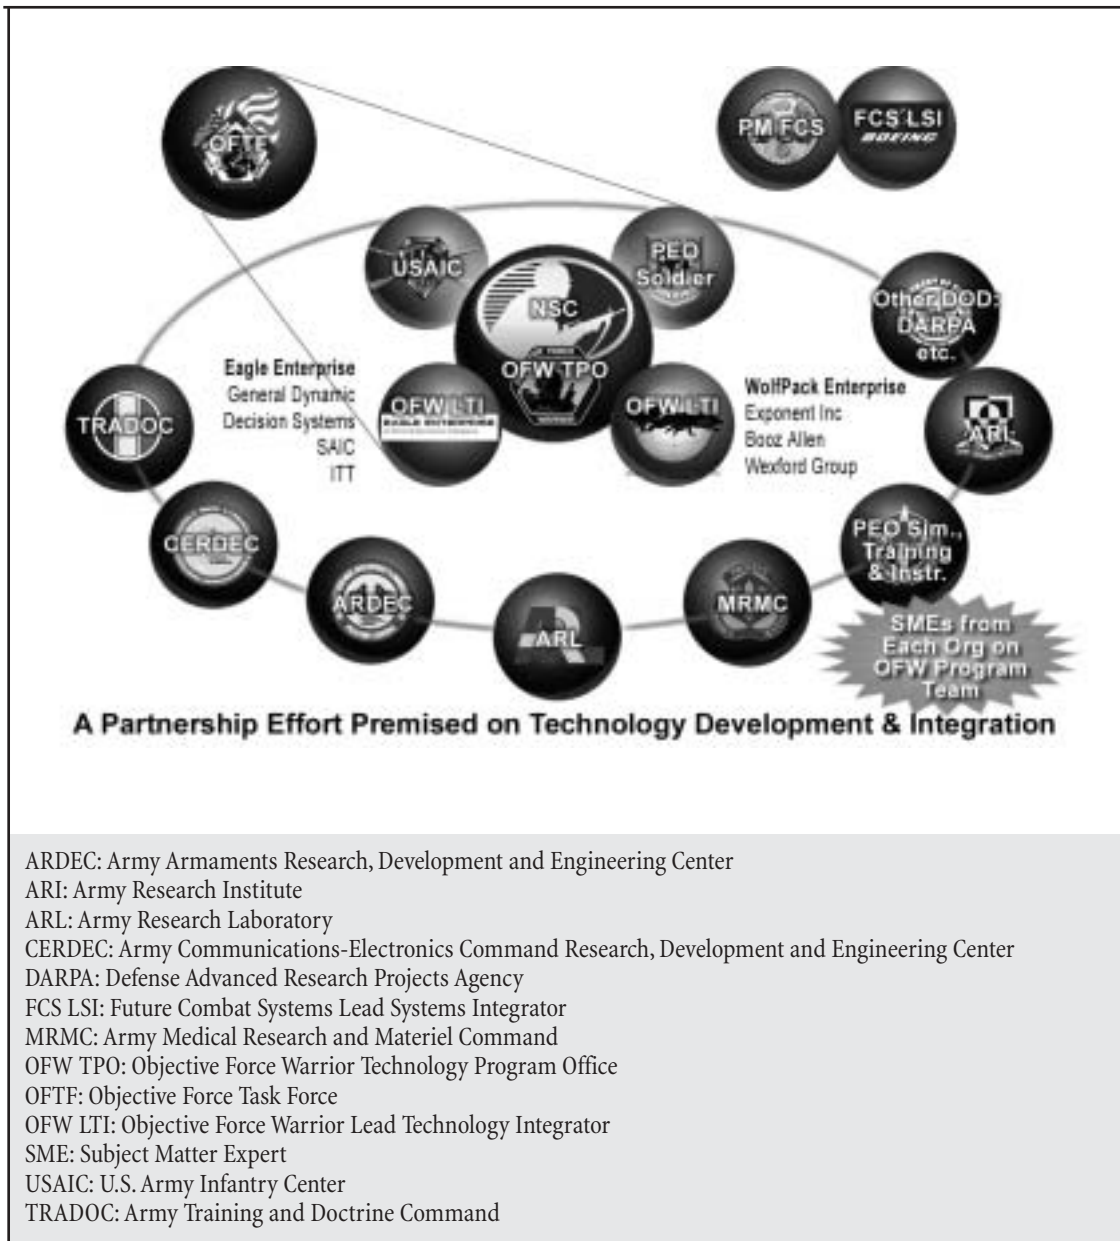 OFTF
PM FCS
FCS LSI
BOEING
USAIC
PEO
Soldier
NSC
OFW TPO
Other DOD:
DARPA
etc.
Eagle Enterprise
General Dynamic
Decision Systems
SAIC
ITT
OFW LTI
EAGLE ENTERPRISE
OFW LTI
WolfPack Enterprise
Exponent Inc
Booz Allen
Wexford Group
TRADOC
ARI
CERDEC
ARDEC
ARL
MRMC
PEO Sim.,
Training
& Instr.
SMEs from
Each Org on
OFW Program
Team
A Partnership Effort Premised on Technology Development & Integration
ARDEC: Army Armaments Research, Development and Engineering Center
ARI: Army Research Institute
ARL: Army Research Laboratory
CERDEC: Army Communications-Electronics Command Research, Development and Engineering Center
DARPA: Defense Advanced Research Projects Agency
FCS LSI: Future Combat Systems Lead Systems Integrator
MRMC: Army Medical Research and Materiel Command
OFW TPO: Objective Force Warrior Technology Program Office
OFTF: Objective Force Task Force
OFW LTI: Objective Force Warrior Lead Technology Integrator
SME: Subject Matter Expert
USAIC: U.S. Army Infantry Center
TRADOC: Army Training and Doctrine Command